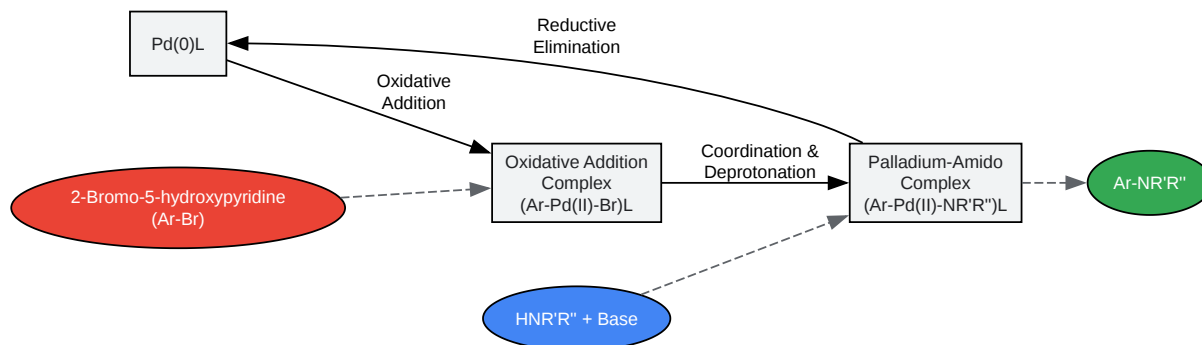 Reductive
Elimination
Pd(0)L
Oxidative
Addition
Oxidative Addition
Complex
(Ar-Pd(II)-Br)L
Coordination &
Deprotonation
Palladium-Amido
Complex
(Ar-Pd(II)-NR'R'')L
Ar-NR'R''
2-Bromo-5-hydroxypyridine
(Ar-Br)
HNR'R'' + Base